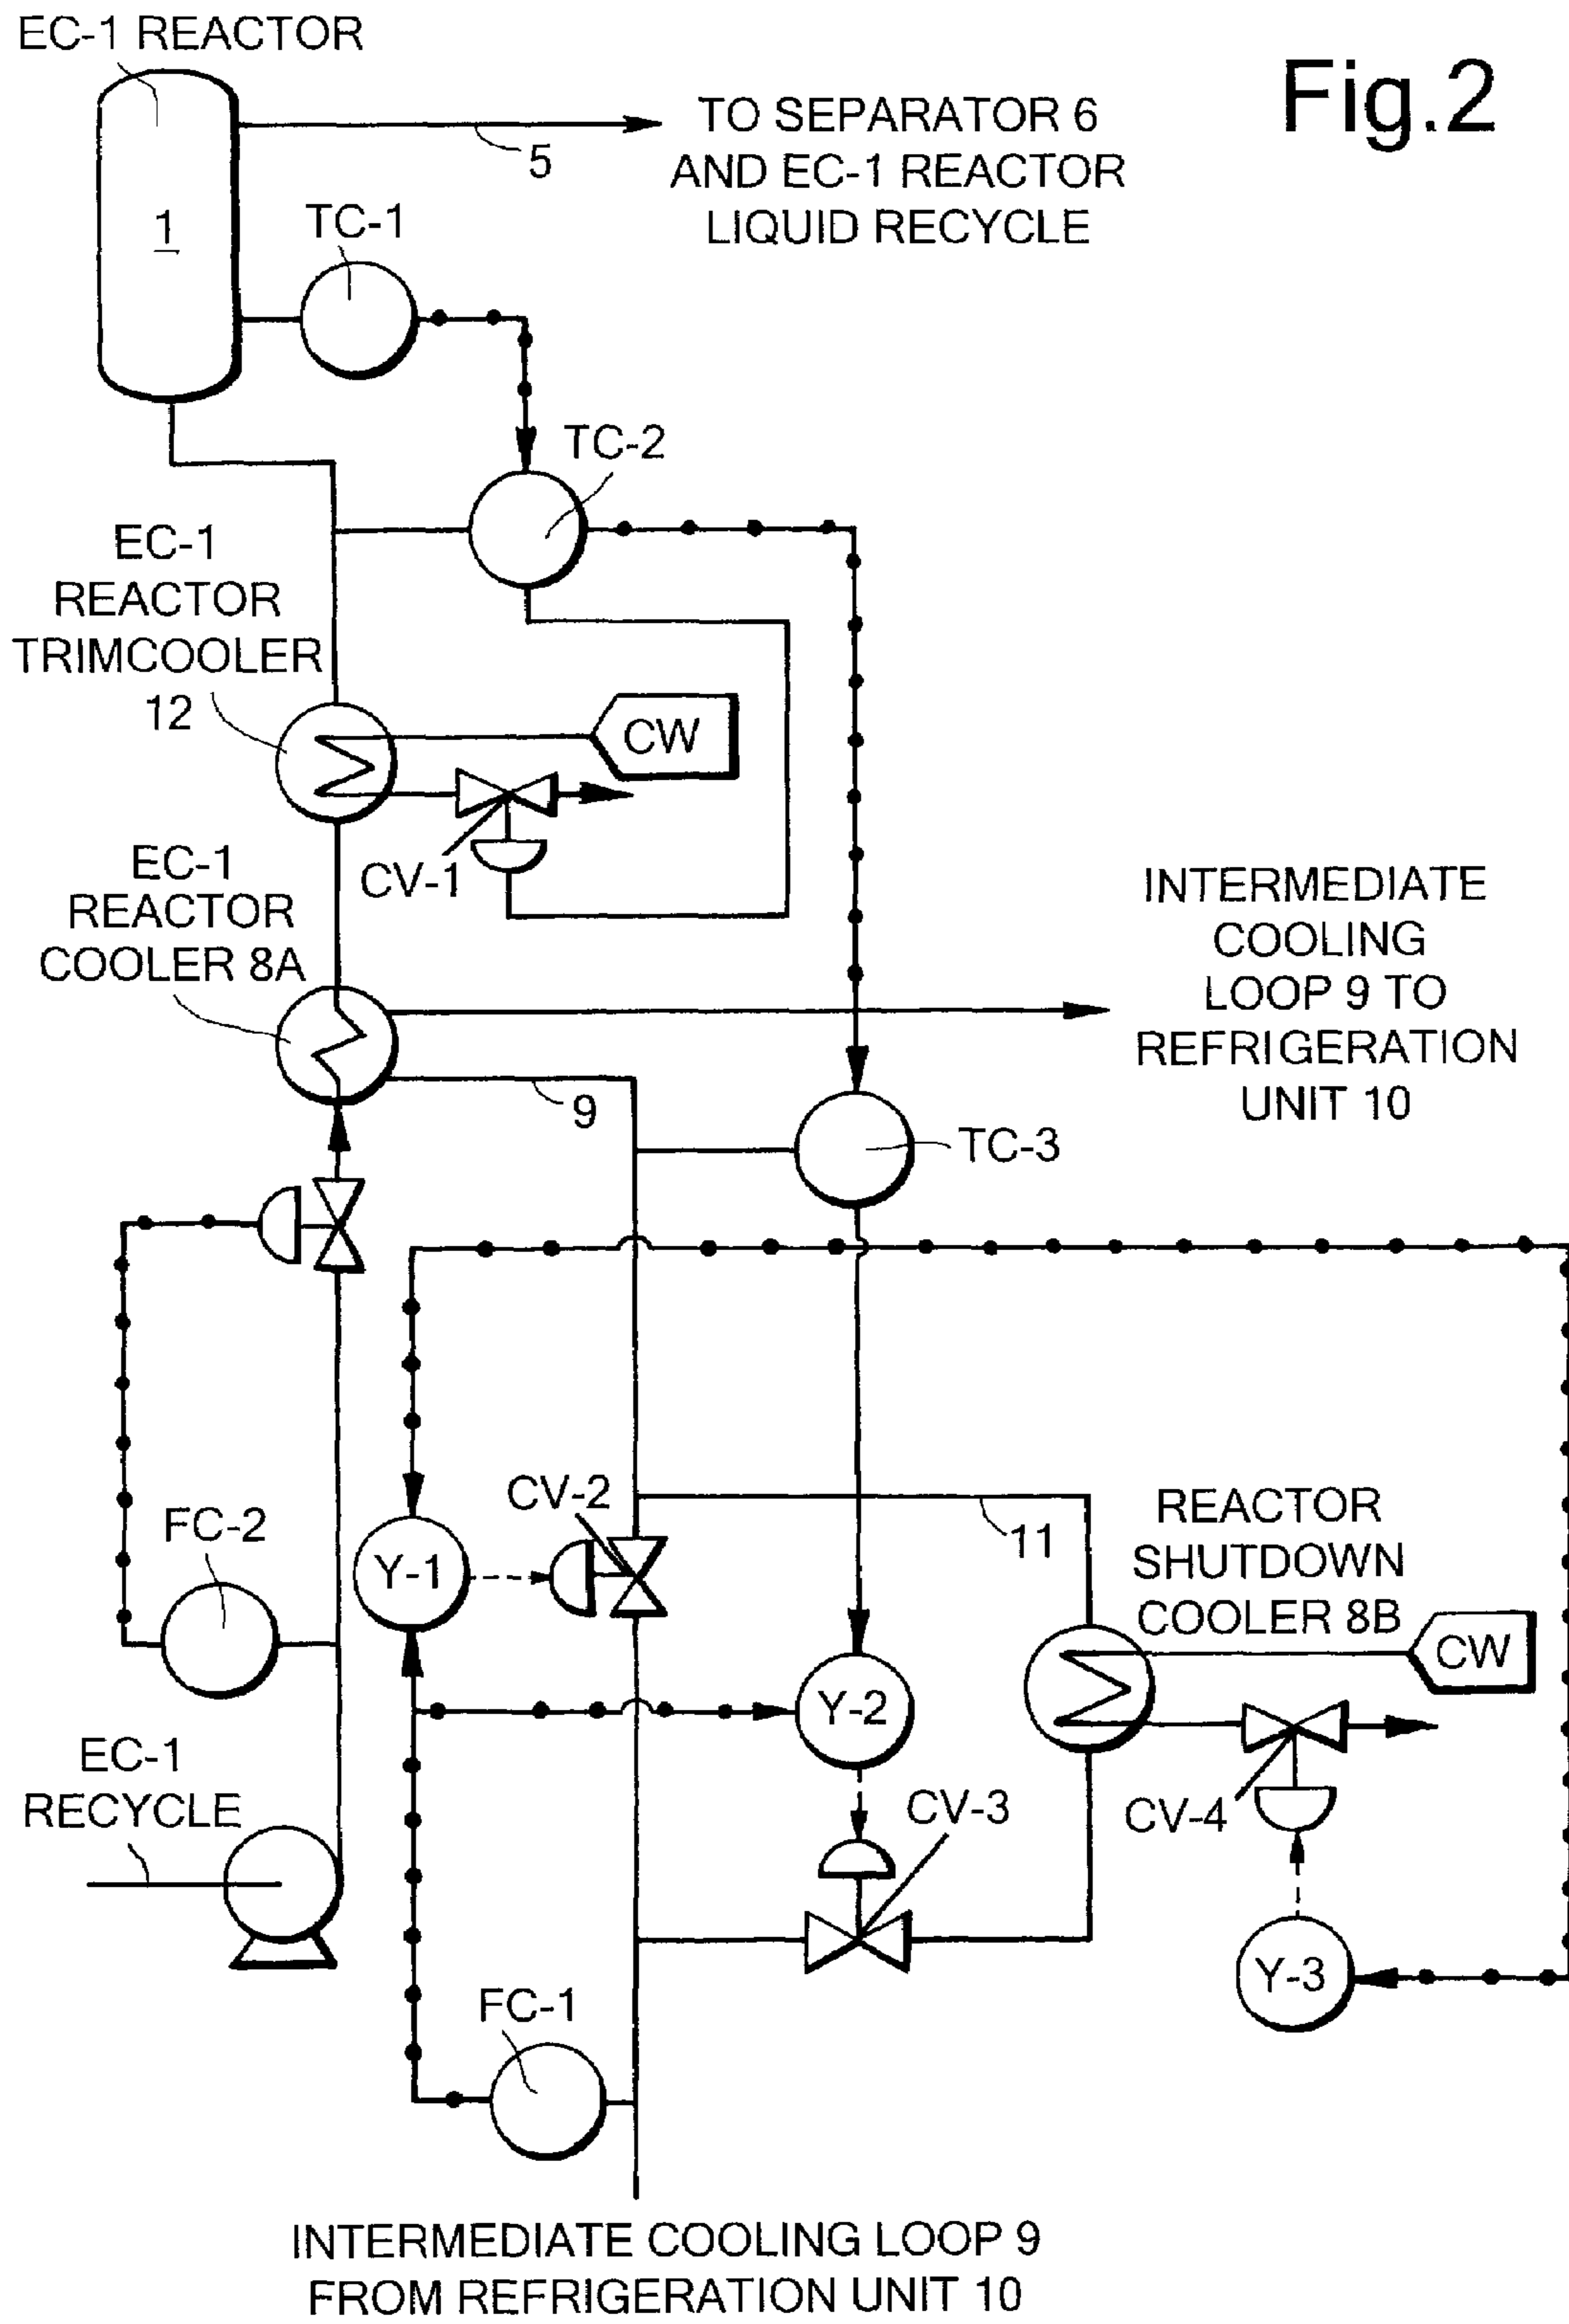 EC-1 REACTOR
Fig.2
TO SEPARATOR 6
AND EC-1 REACTOR
LIQUID RECYCLE
5
1
TC-1
TC-2
EC-1
REACTOR
TRIMCOOLER
12
CW
CV-1
EC-1
REACTOR
COOLER 8A
INTERMEDIATE
COOLING
LOOP 9 TO
REFRIGERATION
UNIT 10
9
TC-3
CV-2
11
REACTOR
SHUTDOWN
COOLER 8B
FC-2
Y-1
CW
Y-2
EC-1
RECYCLE
CV-3
CV-4
Y-3
FC-1
INTERMEDIATE COOLING LOOP 9
FROM REFRIGERATION UNIT 10